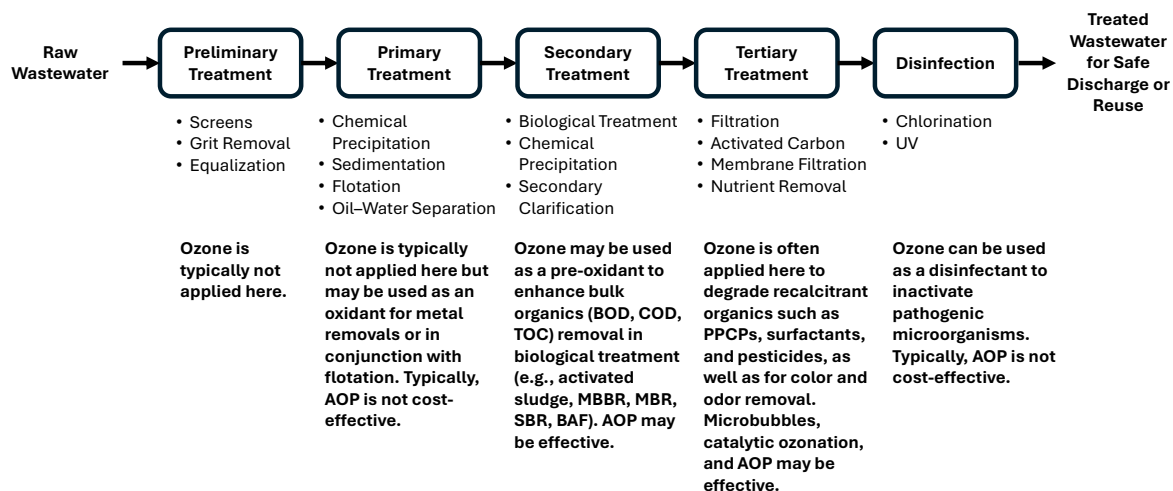 Raw
Wastewater
Preliminary
Treatment
Primary
Treatment
Secondary
Treatment
Tertiary
Treatment
Disinfection
Treated
Wastewater
for Safe
Discharge or
Reuse
• Screens
• Grit Removal
• Equalization
• Chemical
Precipitation
• Sedimentation
• Flotation
• Oil–Water Separation
• Biological Treatment
• Chemical
Precipitation
• Secondary
Clarification
• Filtration
• Activated Carbon
• Membrane Filtration
• Nutrient Removal
• Chlorination
• UV
Ozone is
typically not
applied here.
Ozone is typically
not applied here but
may be used as an
oxidant for metal
removals or in
conjunction with
flotation. Typically,
AOP is not cost-
effective.
Ozone may be used
as a pre-oxidant to
enhance bulk
organics (BOD, COD,
TOC) removal in
biological treatment
(e.g., activated
sludge, MBBR, MBR,
SBR, BAF). AOP may
be effective.
Ozone is often
applied here to
degrade recalcitrant
organics such as
PPCPs, surfactants,
and pesticides, as
well as for color and
odor removal.
Microbubbles,
catalytic ozonation,
and AOP may be
effective.
Ozone can be used
as a disinfectant to
inactivate
pathogenic
microorganisms.
Typically, AOP is not
cost-effective.